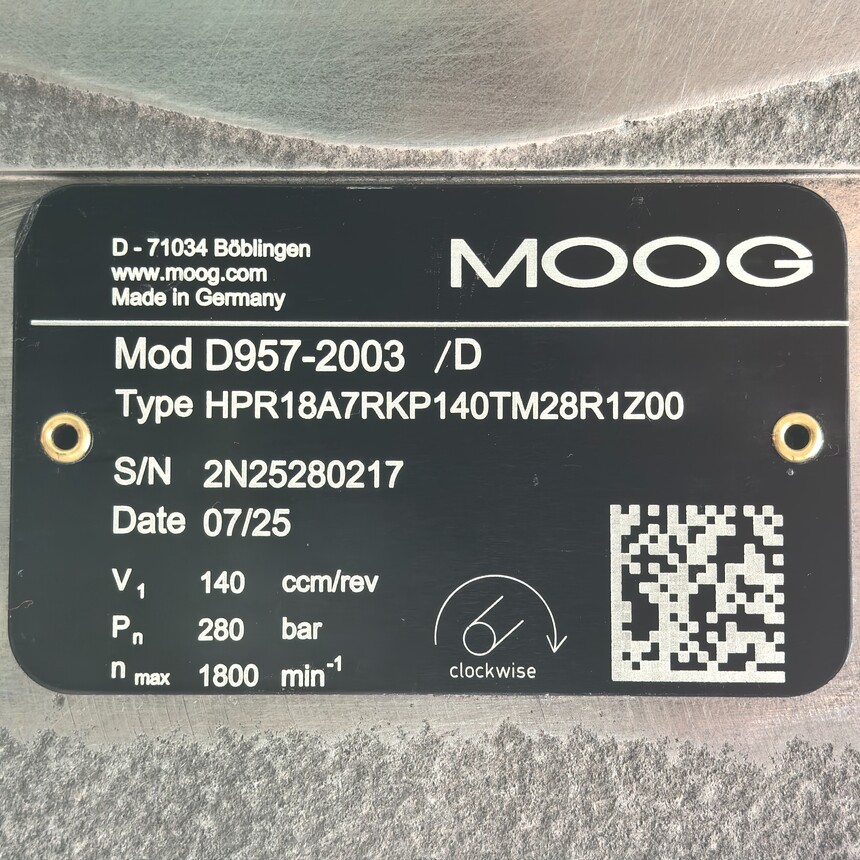 D - 71034 Böblingen
www.moog.com
Made in Germany
MOOG
Mod D957-2003 /D
Type HPR18A7RKP140TM28R1Z00
S/N 2N25280217
Date 07/25
V1 140 ccm/rev
Pn 280 bar
n max 1800 min-1
clockwise